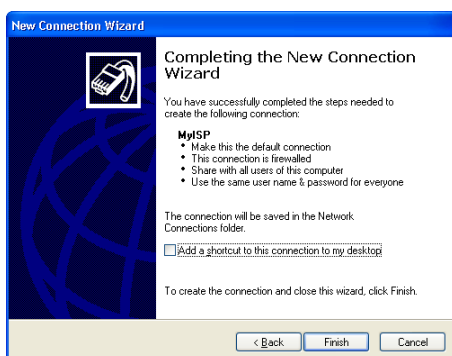 New Connection Wizard
Completing the New Connection
Wizard
You have successfully completed the steps needed to
create the following connection:
MyISP
• Make this the default connection
• This connection is firewalled
• Share with all users of this computer
• Use the same user name & password for everyone
The connection will be saved in the Network
Connections folder.
Add a shortcut to this connection to my desktop
To create the connection and close this wizard, click Finish.
< Back Finish Cancel